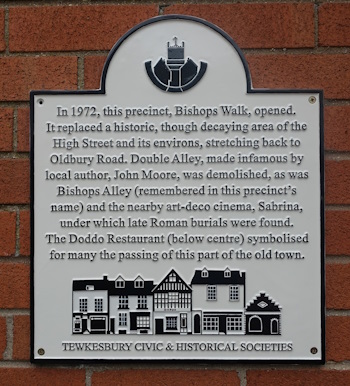 In 1972, this precinct, Bishops Walk, opened.
It replaced a historic, though decaying area of the
High Street and its environs, stretching back to
Oldbury Road. Double Alley, made infamous by
local author, John Moore, was demolished, as was
Bishops Alley (remembered in this precinct's
name) and the nearby art-deco cinema, Sabrina,
under which late Roman burials were found.
The Doddo Restaurant (below centre) symbolised
for many the passing of this part of the old town.
TEWKESBURY CIVIC & HISTORICAL SOCIETIES